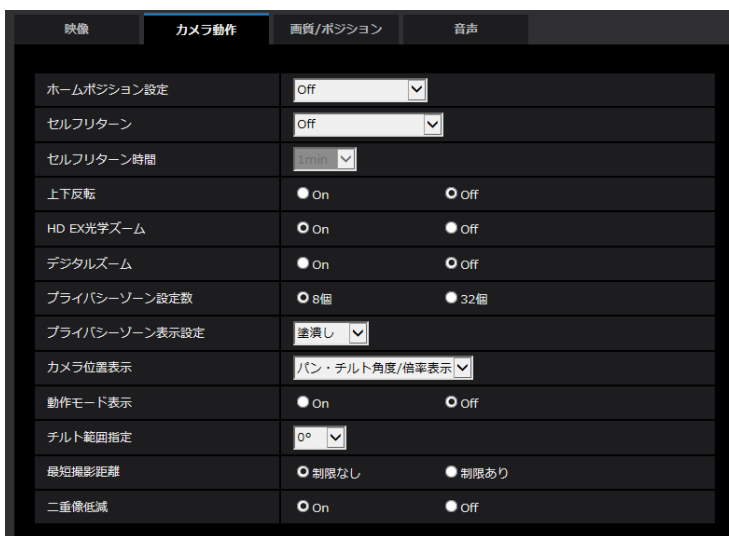 映像 カメラ動作 画質/ポジション 音声
ホームポジション設定 Off
セルフリターン Off
セルフリターン時間 1min
上下反転 On Off
HD EX光学ズーム On Off
デジタルズーム On Off
プライバシーゾーン設定数 8個 32個
プライバシーゾーン表示設定 塗潰し
カメラ位置表示 パン・チルト角度/倍率表示
動作モード表示 On Off
チルト範囲指定 0°
最短撮影距離 制限なし 制限あり
二重像低減 On Off